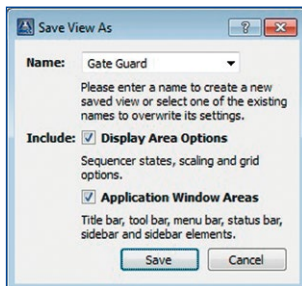 Save View As
Name: Gate Guard
Please enter a name to create a new
saved view or select one of the existing
names to overwrite its settings.
Include: Display Area Options
Sequencer states, scaling and grid
options.
Application Window Areas
Title bar, tool bar, menu bar, status bar,
sidebar and sidebar elements.
Save Cancel